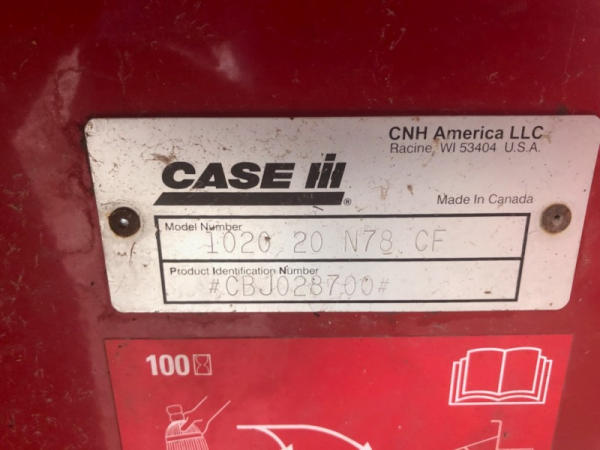 CNH America LLC
Racine, WI 53404 U.S.A.
CASE IH
®
Made In Canada
Model Number
1020 20 N78 CF
Product Identification Number
#CBJ028700#
100